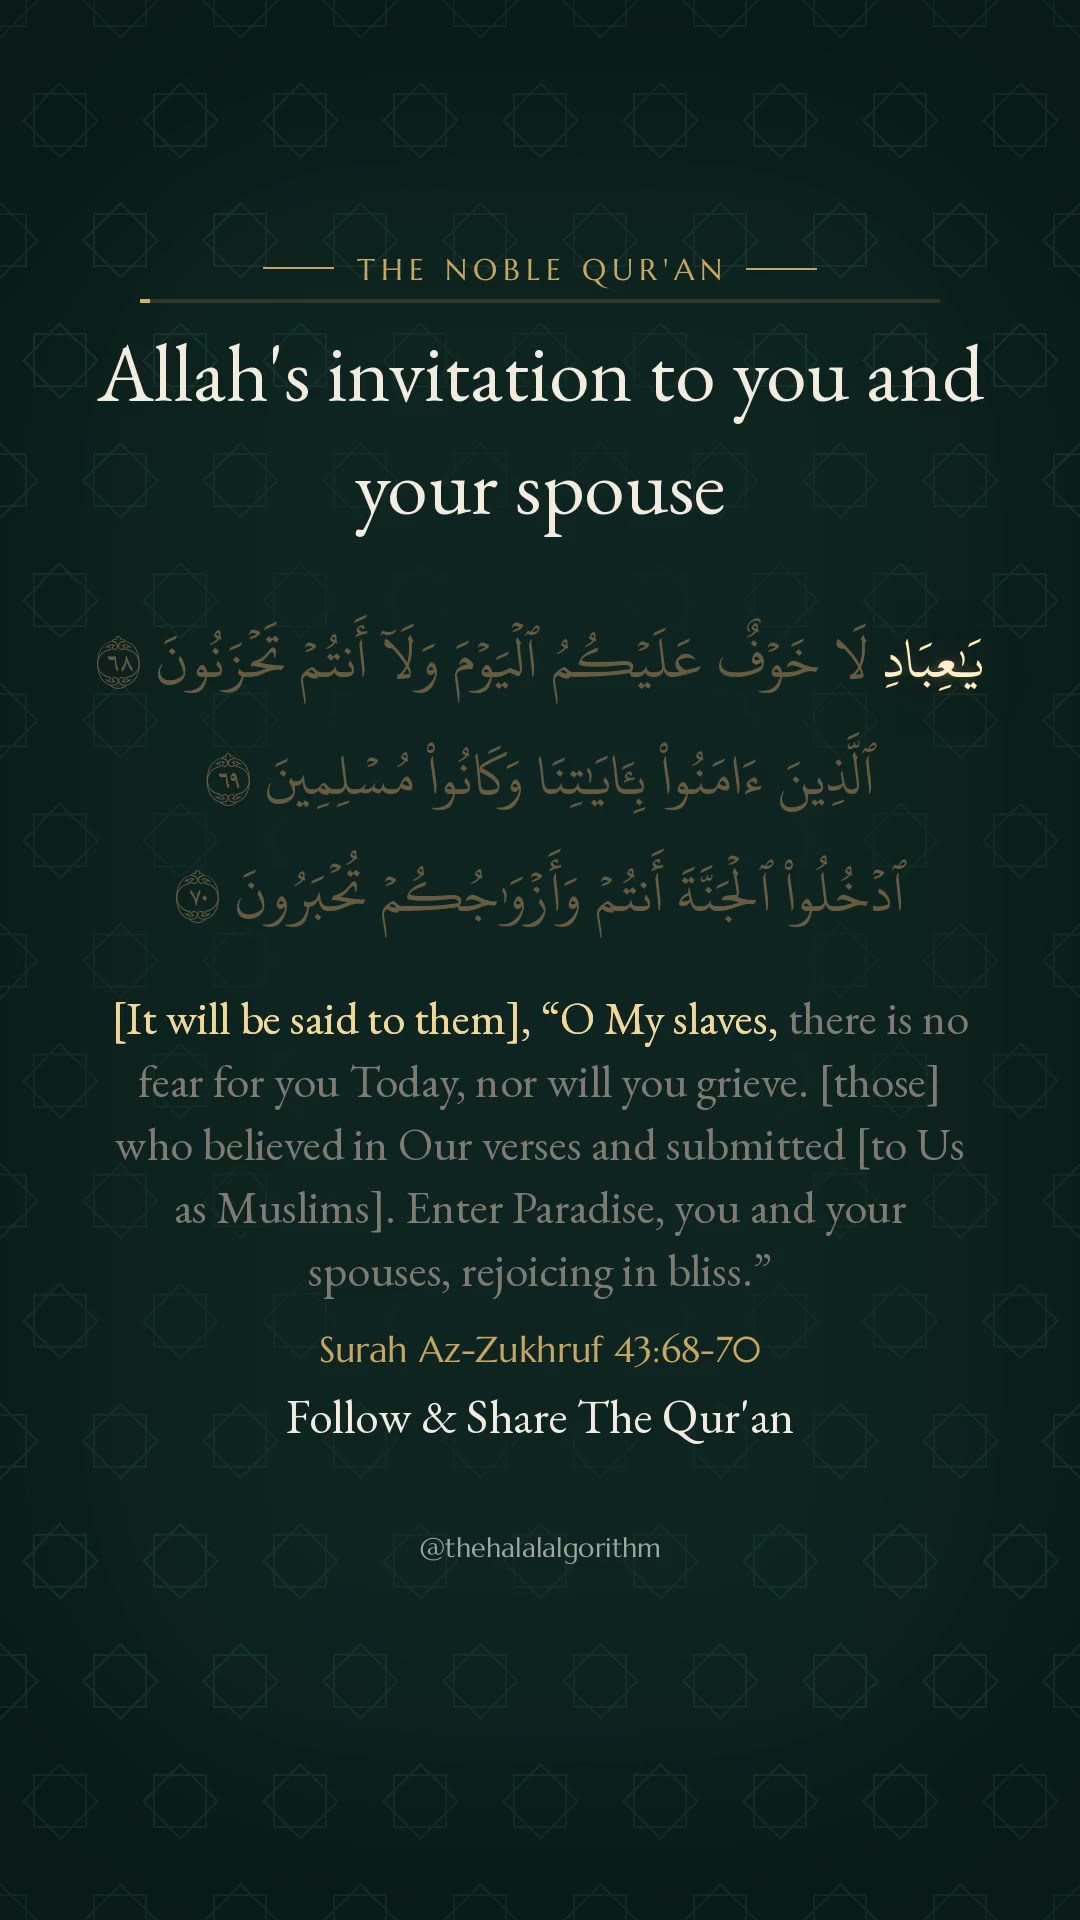 THE NOBLE QUR'AN
Allah's invitation to you and
your spouse
يَـٰعِبَادِ لَا خَوْفٌ عَلَيْكُمُ ٱلْيَوْمَ وَلَآ أَنتُمْ تَحْزَنُونَ ٦٨
ٱلَّذِينَ ءَامَنُوا۟ بِـَٔايَـٰتِنَا وَكَانُوا۟ مُسْلِمِينَ ٦٩
ٱدْخُلُوا۟ ٱلْجَنَّةَ أَنتُمْ وَأَزْوَٰجُكُمْ تُحْبَرُونَ ٧٠
[It will be said to them], “O My slaves, there is no
fear for you Today, nor will you grieve. [those]
who believed in Our verses and submitted [to Us
as Muslims]. Enter Paradise, you and your
spouses, rejoicing in bliss.”
Surah Az-Zukhruf 43:68-70
Follow & Share The Qur'an
@thehalalalgorithm